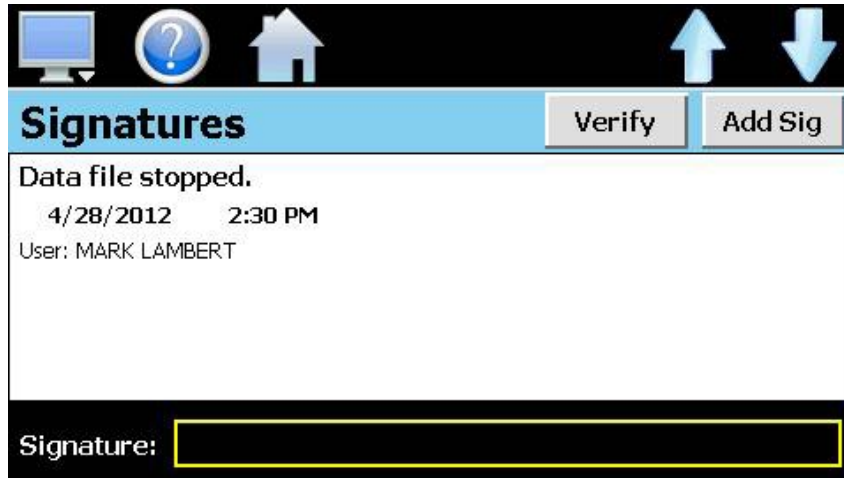 ?
Signatures
Verify
Add Sig
Data file stopped.
4/28/2012 2:30 PM
User: MARK LAMBERT
Signature: